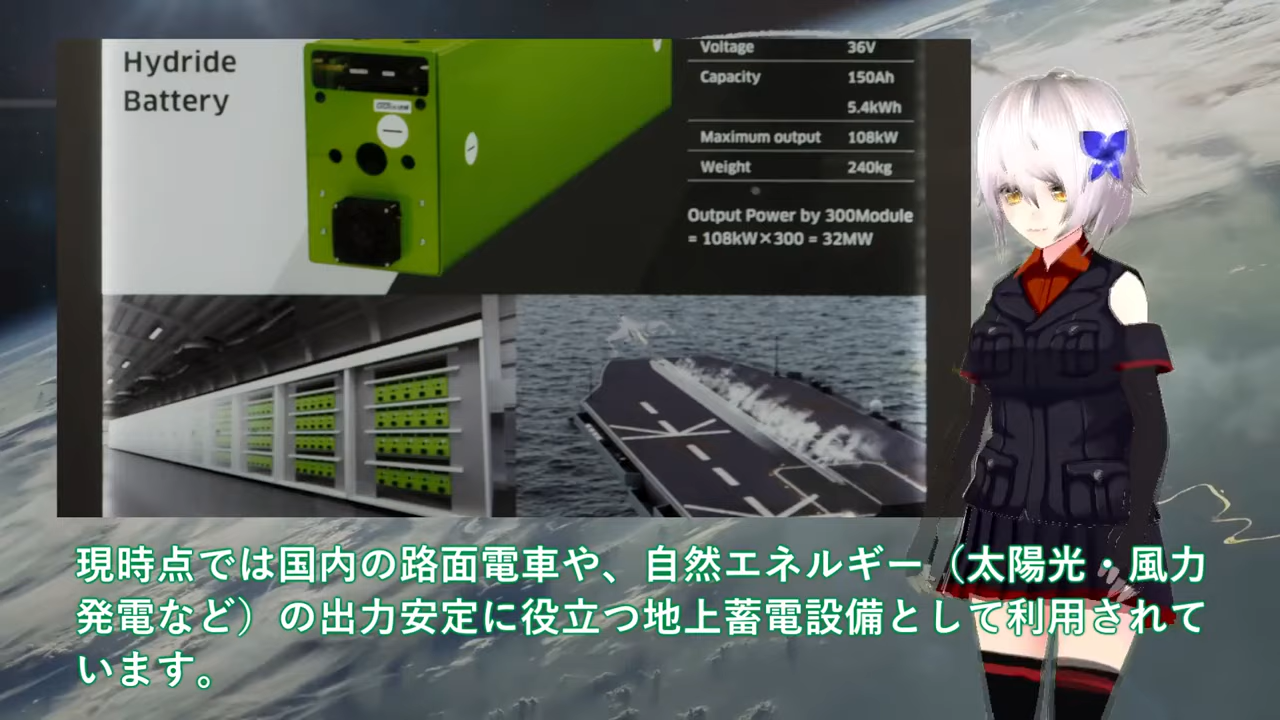 Hydride
Battery
Voltage 36V
Capacity 150Ah
5.4kWh
Maximum output 108kW
Weight 240kg
Output Power by 300Module
= 108kW×300 = 32MW
現時点では国内の路面電車や、自然エネルギー（太陽光・風力
発電など）の出力安定に役立つ地上蓄電設備として利用されて
います。